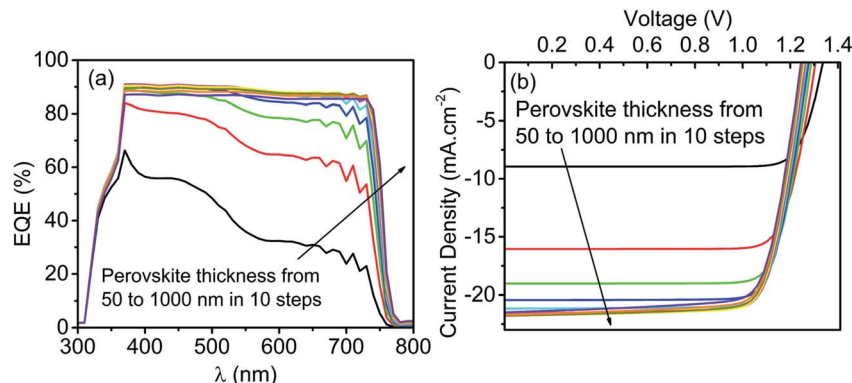 (a)
EQE (%)
100
80
60
40
20
0
Perovskite thickness from
50 to 1000 nm in 10 steps
300 400 500 600 700 800
λ (nm)
Voltage (V)
0.2 0.4 0.6 0.8 1.0 1.2 1.4
(b)
Current Density (mA.cm⁻²)
0
-5
-10
-15
-20
Perovskite thickness from
50 to 1000 nm in 10 steps